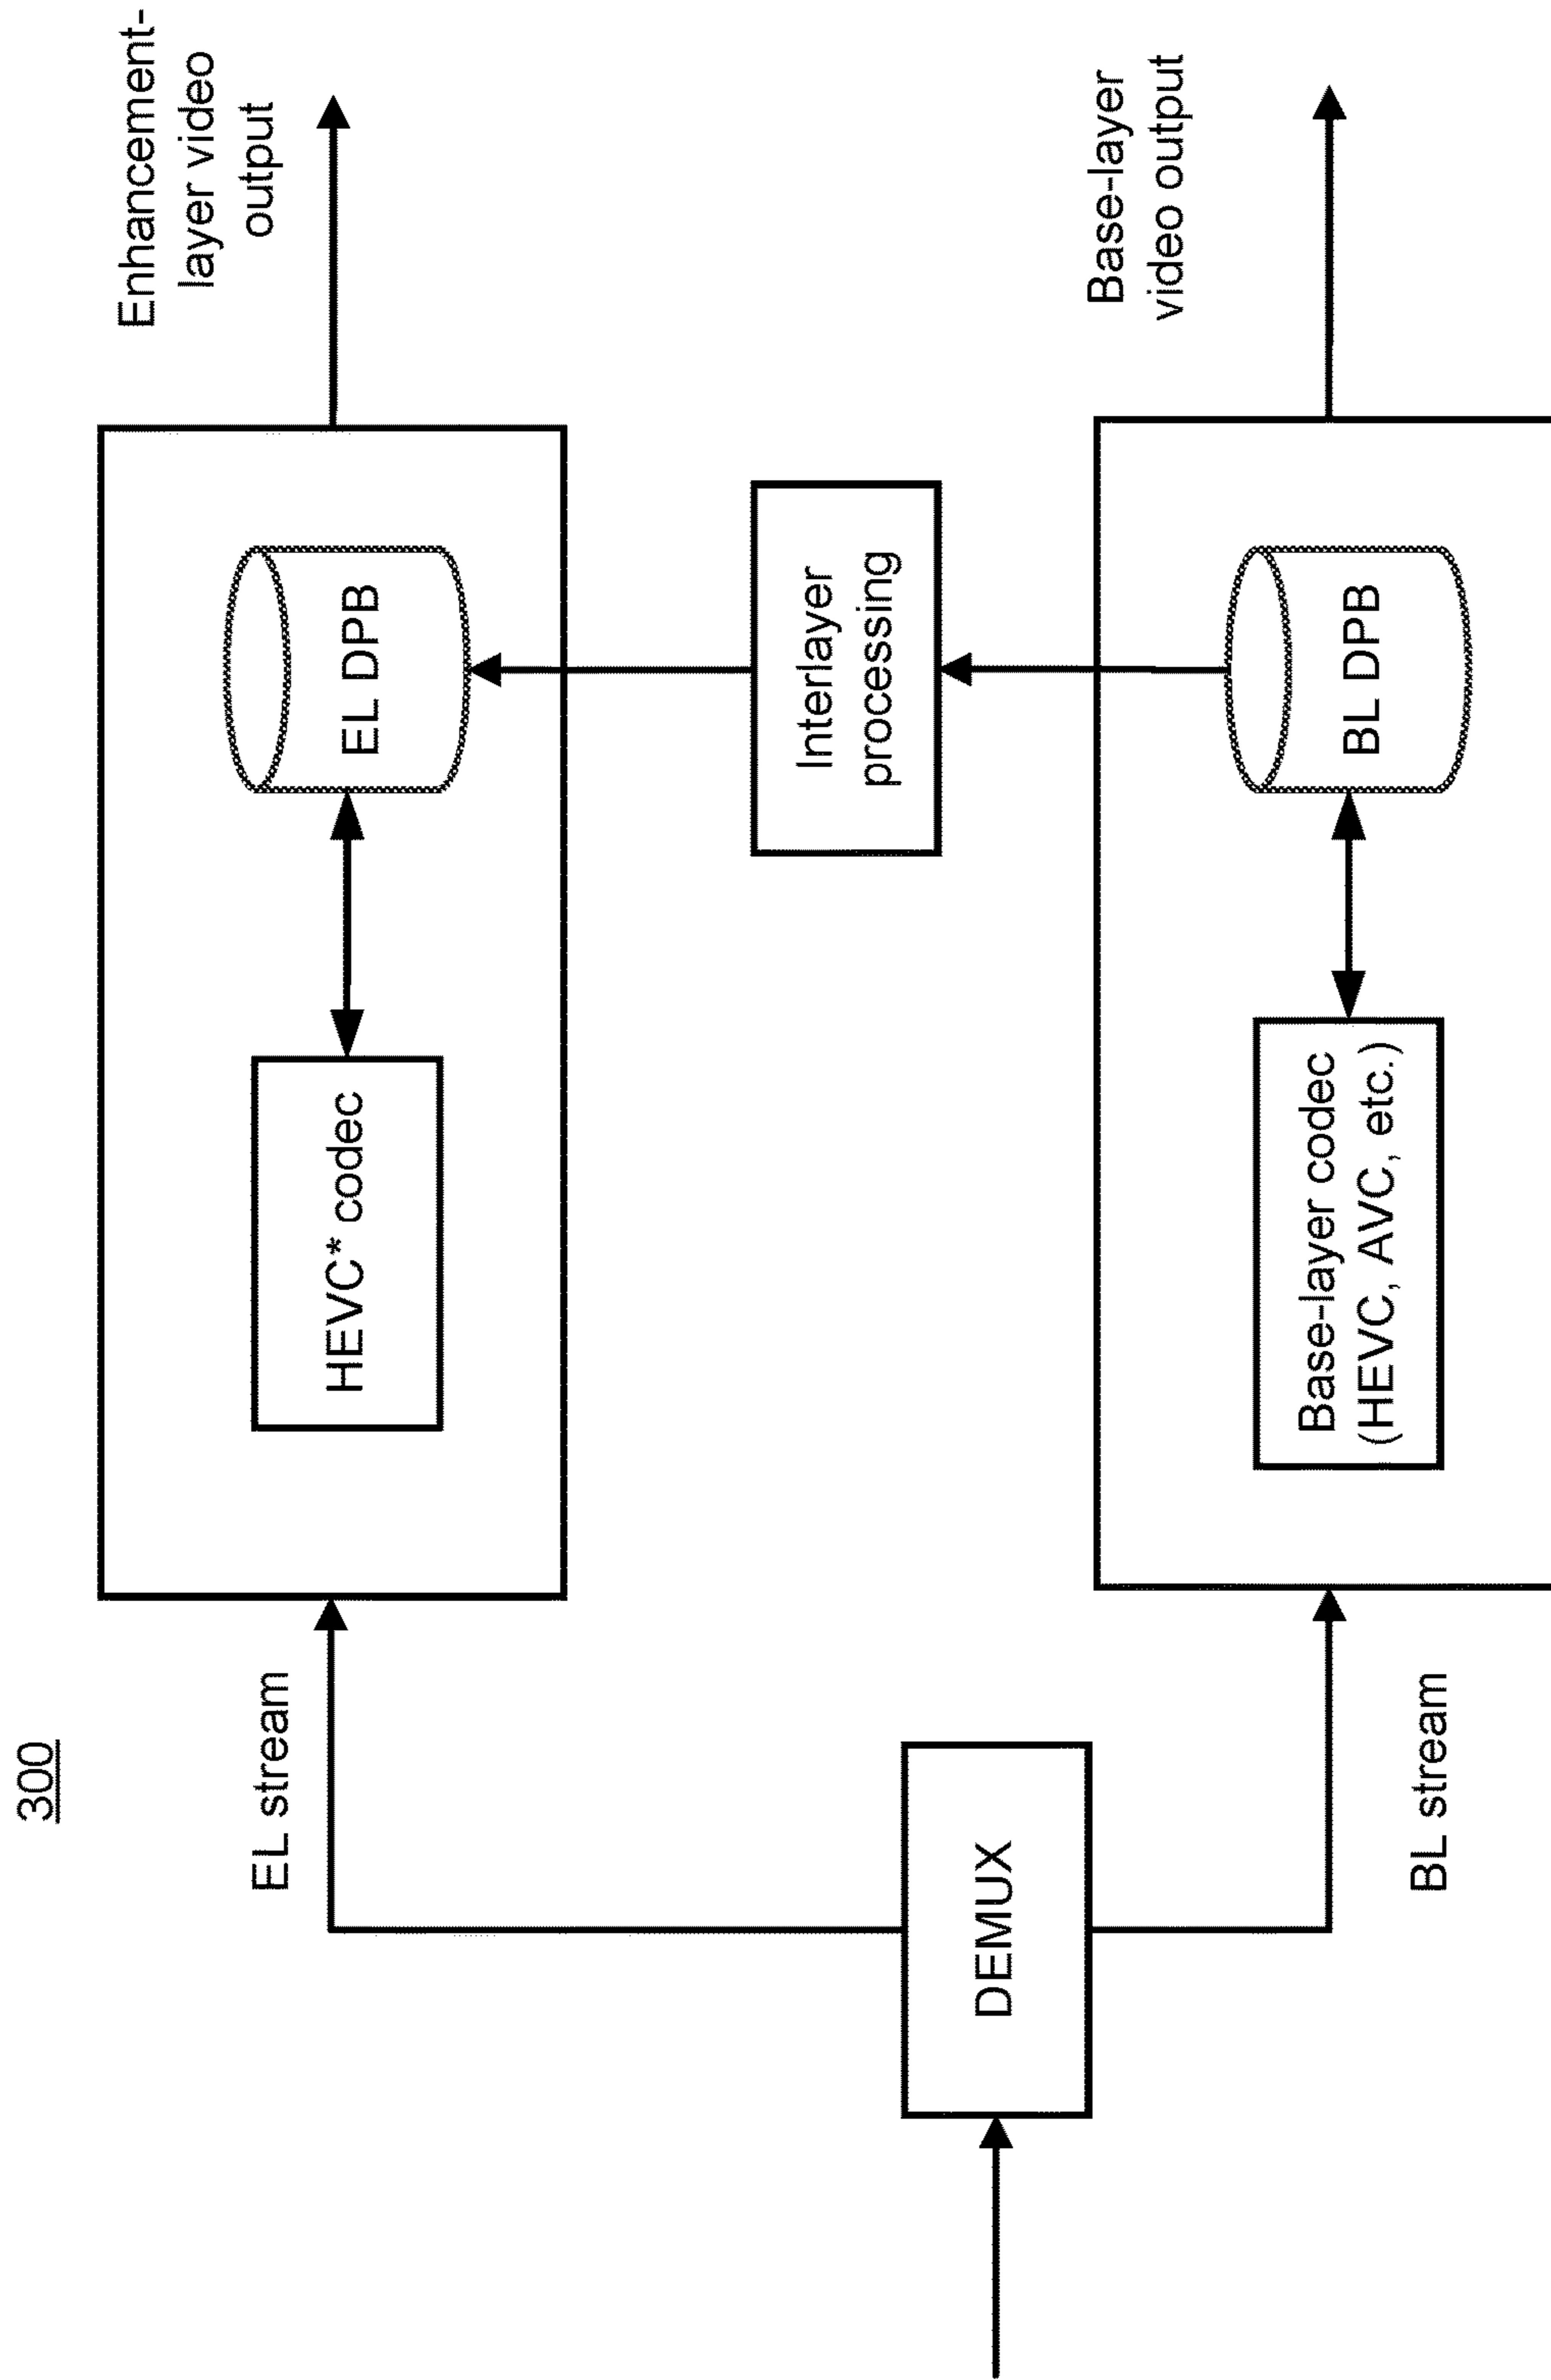 300
EL stream
HEVC* codec
EL DPB
Enhancement-
layer video
output
DEMUX
Interlayer
processing
BL stream
Base-layer codec
(HEVC, AVC, etc.)
BL DPB
Base-layer
video output